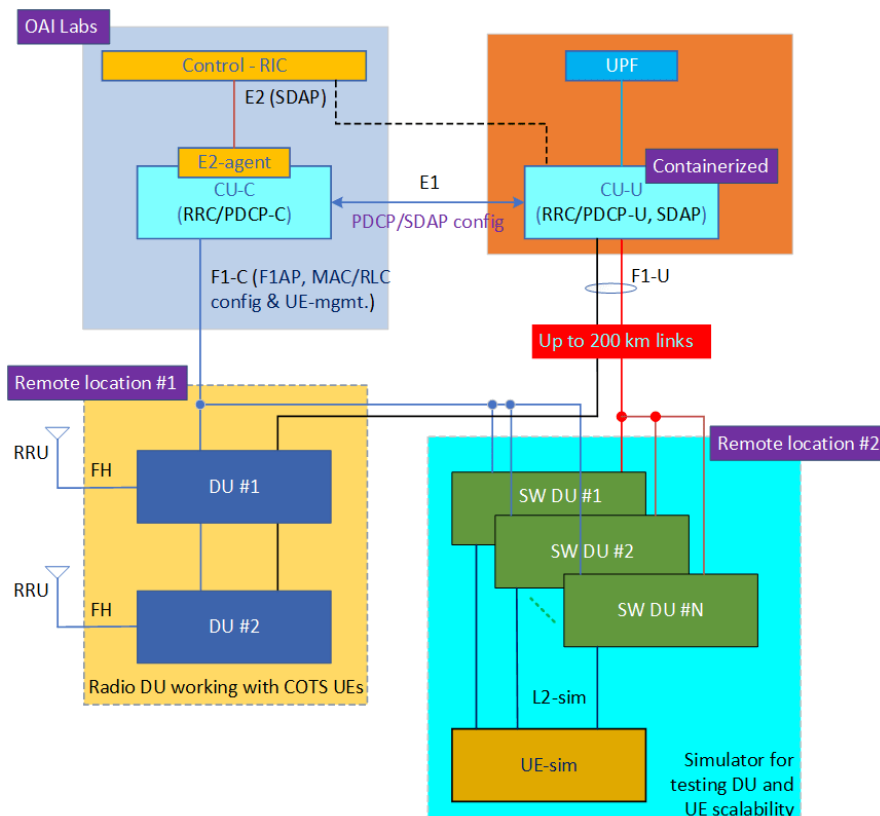 OAI Labs
Control - RIC
E2 (SDAP)
E2-agent
CU-C
(RRC/PDCP-C)
UPF
Containerized
CU-U
(RRC/PDCP-U, SDAP)
E1
PDCP/SDAP config
F1-C (F1AP, MAC/RLC
config & UE-mgmt.)
F1-U
Up to 200 km links
Remote location #1
RRU
FH
DU #1
RRU
FH
DU #2
Radio DU working with COTS UEs
Remote location #2
SW DU #1
SW DU #2
SW DU #N
L2-sim
UE-sim
Simulator for
testing DU and
UE scalability